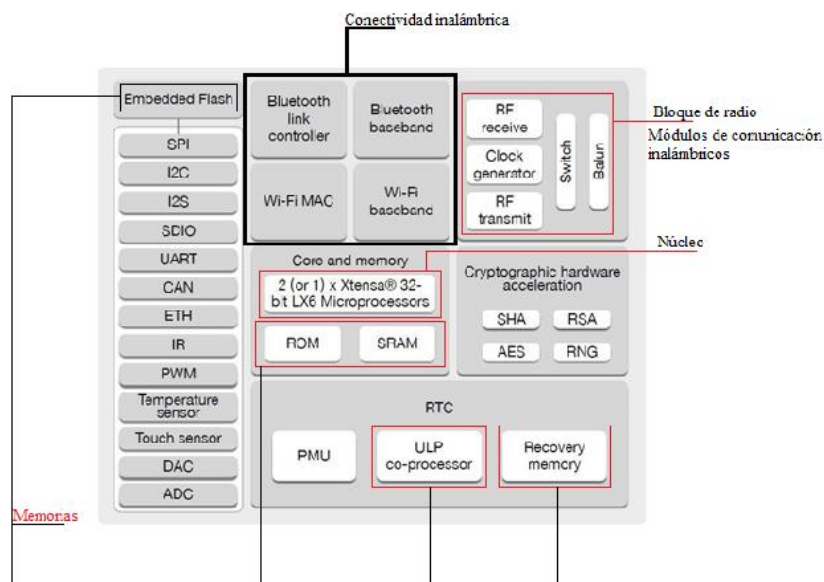 Conectividad inalámbrica
Embedded Flash
SPI
I2C
I2S
SDIO
UART
CAN
ETH
IR
PWM
Temperature
sensor
Touch sensor
DAC
ADC
Bluetooth
link
controller
Bluetooth
baseband
Wi-Fi MAC
Wi-Fi
baseband
RF
receive
Clock
generator
RF
transmit
Switch
Balun
Bloque de radio
Módulos de comunicación
inalámbricos
Núcleo
Core and memory
2 (or 1) x Xtensa® 32-
bit LX6 Microprocessors
ROM
SRAM
Cryptographic hardware
acceleration
SHA
RSA
AES
RNG
RTC
PMU
ULP
co-processor
Recovery
memory
Memorias